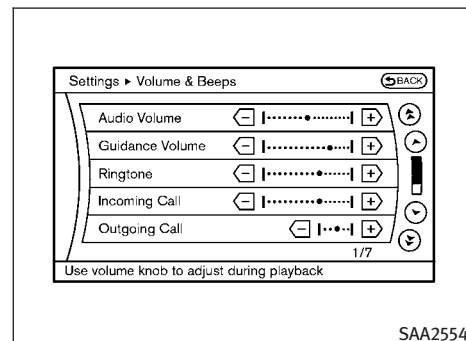 Settings ▸ Volume & Beeps
BACK
Audio Volume
Guidance Volume
Ringtone
Incoming Call
Outgoing Call
1/7
Use volume knob to adjust during playback
SAA2554